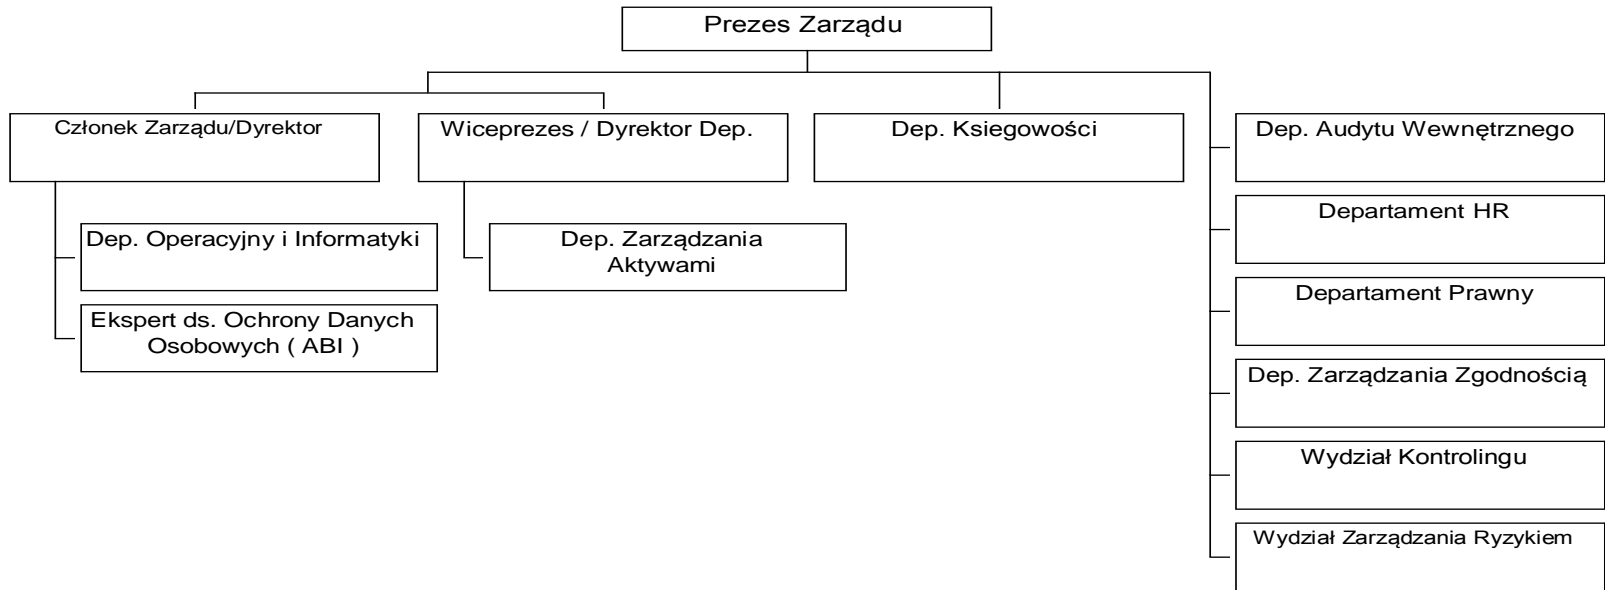 Prezes Zarządu
Członek Zarządu/Dyrektor
Wiceprezes / Dyrektor Dep.
Dep. Ksiegowości
Dep. Audytu Wewnętrznego
Dep. Operacyjny i Informatyki
Dep. Zarządzania
Aktywami
Departament HR
Ekspert ds. Ochrony Danych
Osobowych ( ABI )
Departament Prawny
Dep. Zarządzania Zgodnością
Wydział Kontrolingu
Wydział Zarządzania Ryzykiem